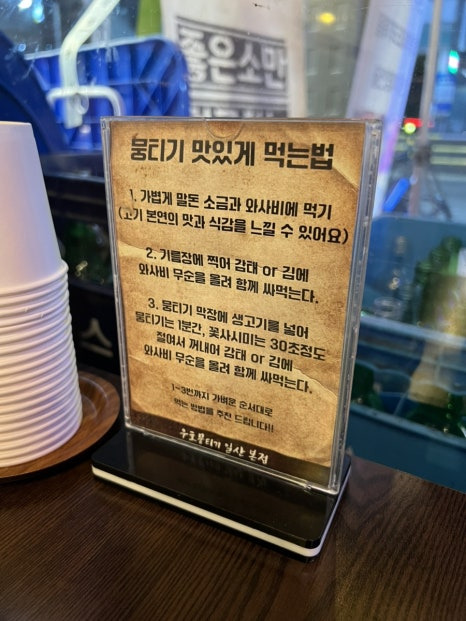 좋은소만
뭉티기 맛있게 먹는법
1. 가볍게 말돈 소금과 와사비에 먹기
(고기 본연의 맛과 식감을 느낄 수 있어요)
2. 기름장에 찍어 감태 or 김에
와사비 무순을 올려 함께 싸먹는다.
3. 뭉티기 막장에 생고기를 넣어
뭉티기는 1분간, 꽃사시미는 30초정도
절여서 꺼내어 감태 or 김에
와사비 무순을 올려 함께 싸먹는다.
1~3번까지 가벼운 순서대로
먹는 방법을 추천 드립니다!!
우호뭉티기 일산 본점